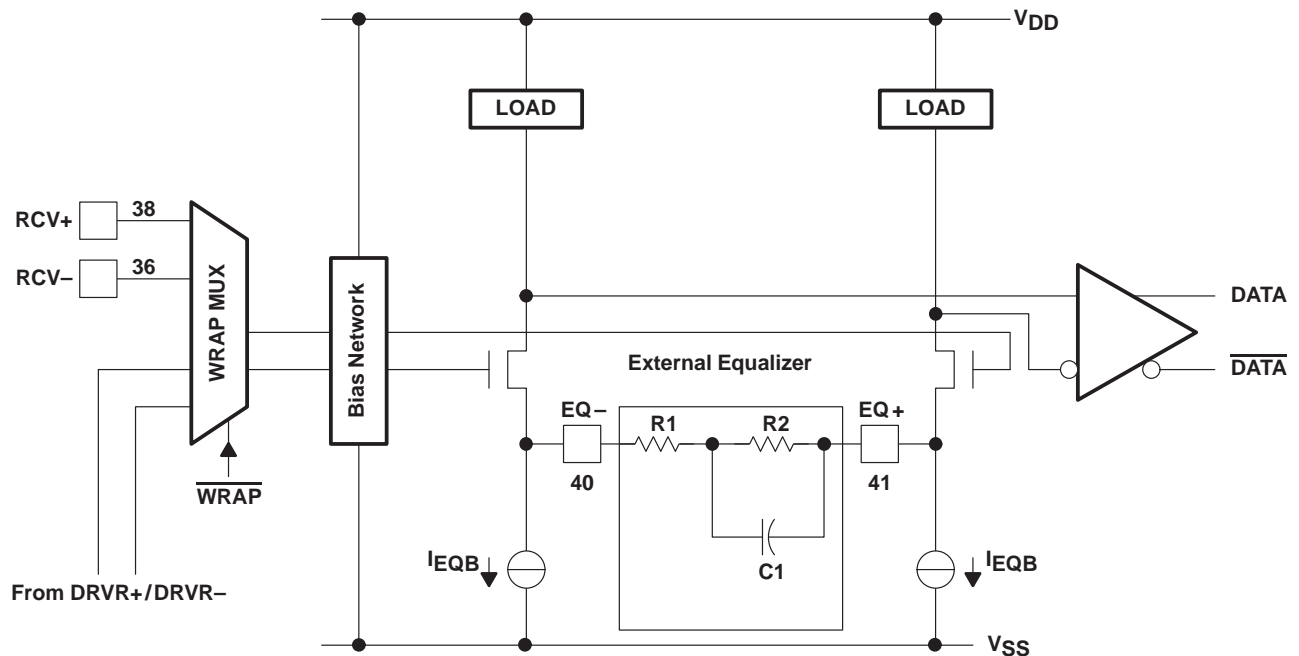 VDD
LOAD
LOAD
RCV+
38
RCV–
36
WRAP MUX
Bias Network
DATA
DATA
External Equalizer
EQ–
R1
R2
EQ+
40
41
WRAP
C1
IEQB
IEQB
From DRVR+/DRVR–
VSS